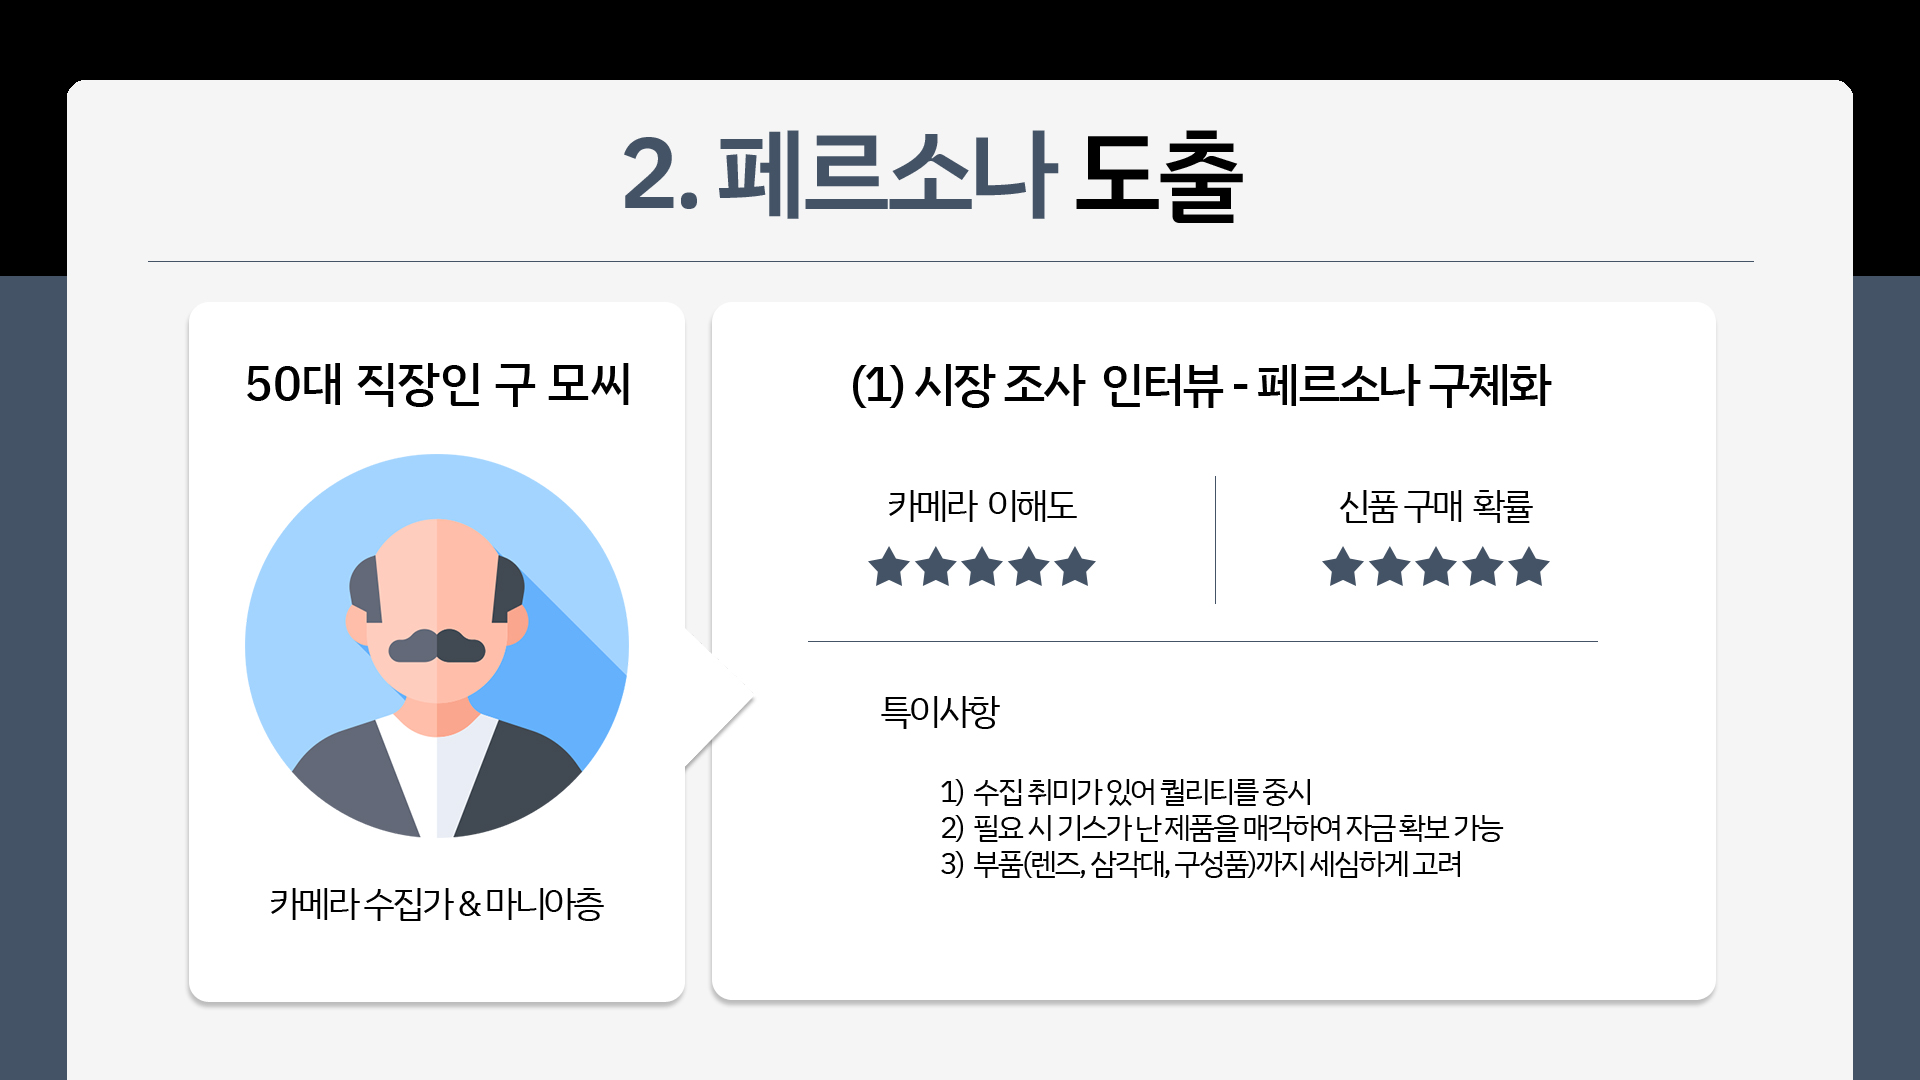 2. 페르소나 도출
50대 직장인 구 모씨
카메라 수집가 & 마니아층
(1) 시장 조사 인터뷰 - 페르소나 구체화
카메라 이해도
★★★★★
신품 구매 확률
★★★★★
특이사항
1) 수집 취미가 있어 퀄리티를 중시
2) 필요 시 기스가 난 제품을 매각하여 자금 확보 가능
3) 부품(렌즈, 삼각대, 구성품)까지 세심하게 고려